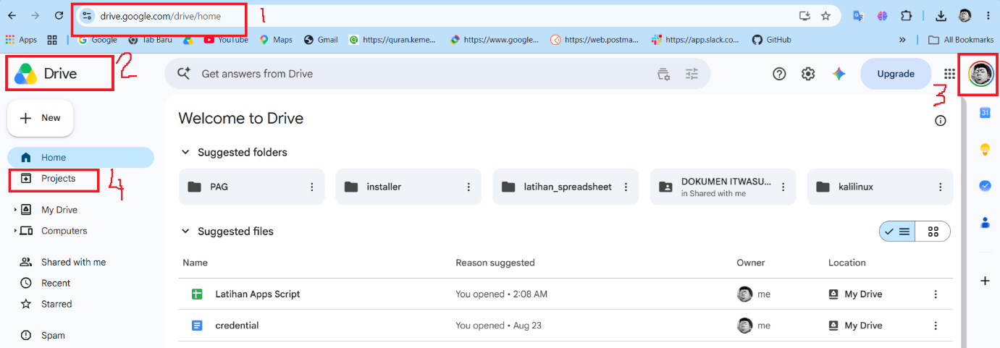 drive.google.com/drive/home 1
Apps Google Tab Baru YouTube Maps Gmail https://quran.keme... https://www.google... https://web.postma... https://app.slack.co... GitHub » All Bookmarks
Drive 2 Get answers from Drive Upgrade 3
31
New
Welcome to Drive
Home
Projects 4
My Drive
Computers
Shared with me
Recent
Starred
Spam
Suggested folders
PAG
installer
latihan_spreadsheet
DOKUMEN ITWASU...
in Shared with me
kalilinux
Suggested files
Name Reason suggested Owner Location
Latihan Apps Script You opened • 2:08 AM me My Drive
credential You opened • Aug 23 me My Drive